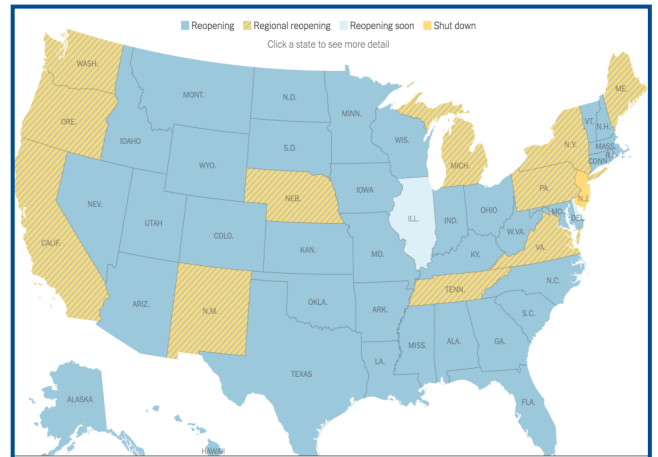 Reopening Regional reopening Reopening soon Shut down
Click a state to see more detail
WASH.
ME.
MONT.
N.D.
MINN.
VT.
N.H.
ORE.
IDAHO
WIS.
N.Y.
MASS.
S.D.
MICH.
CONN.
R.I.
WYO.
NEB.
IOWA
PA.
N.J.
NEV.
UTAH
COLO.
ILL.
IND.
OHIO
MD.
DEL.
CALIF.
KAN.
MO.
W.VA.
VA.
KY.
ARIZ.
N.M.
OKLA.
ARK.
TENN.
N.C.
S.C.
TEXAS
LA.
MISS.
ALA.
GA.
ALASKA
FLA.
HAWAII